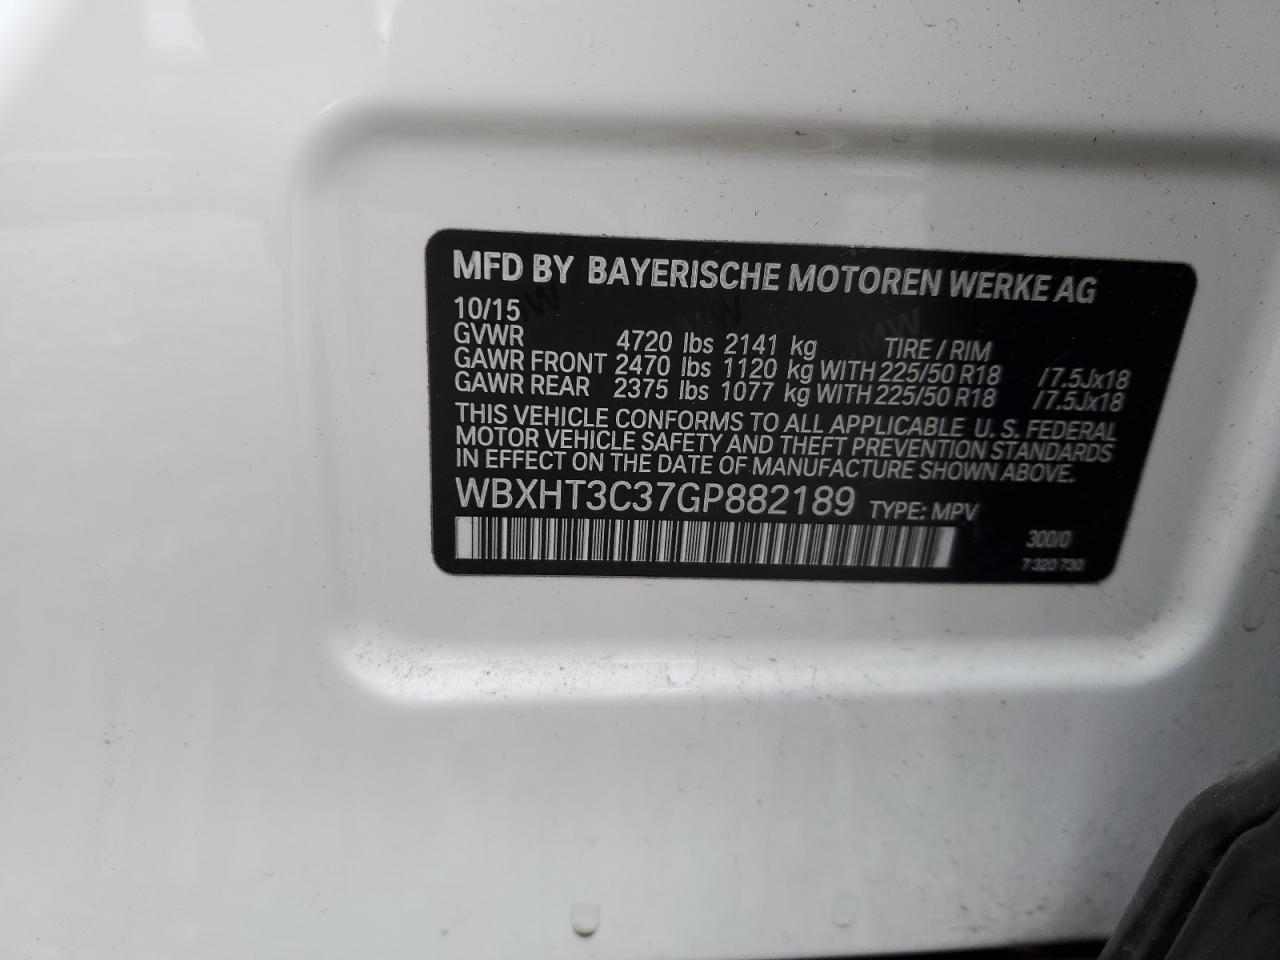 MFD BY BAYERISCHE MOTOREN WERKE AG
10/15
GVWR 4720 lbs 2141 kg TIRE / RIM
GAWR FRONT 2470 lbs 1120 kg WITH 225/50 R18 / 7.5Jx18
GAWR REAR 2375 lbs 1077 kg WITH 225/50 R18 / 7.5Jx18
THIS VEHICLE CONFORMS TO ALL APPLICABLE U. S. FEDERAL
MOTOR VEHICLE SAFETY AND THEFT PREVENTION STANDARDS
IN EFFECT ON THE DATE OF MANUFACTURE SHOWN ABOVE.
WBXHT3C37GP882189 TYPE: MPV
300/0
7 320 730